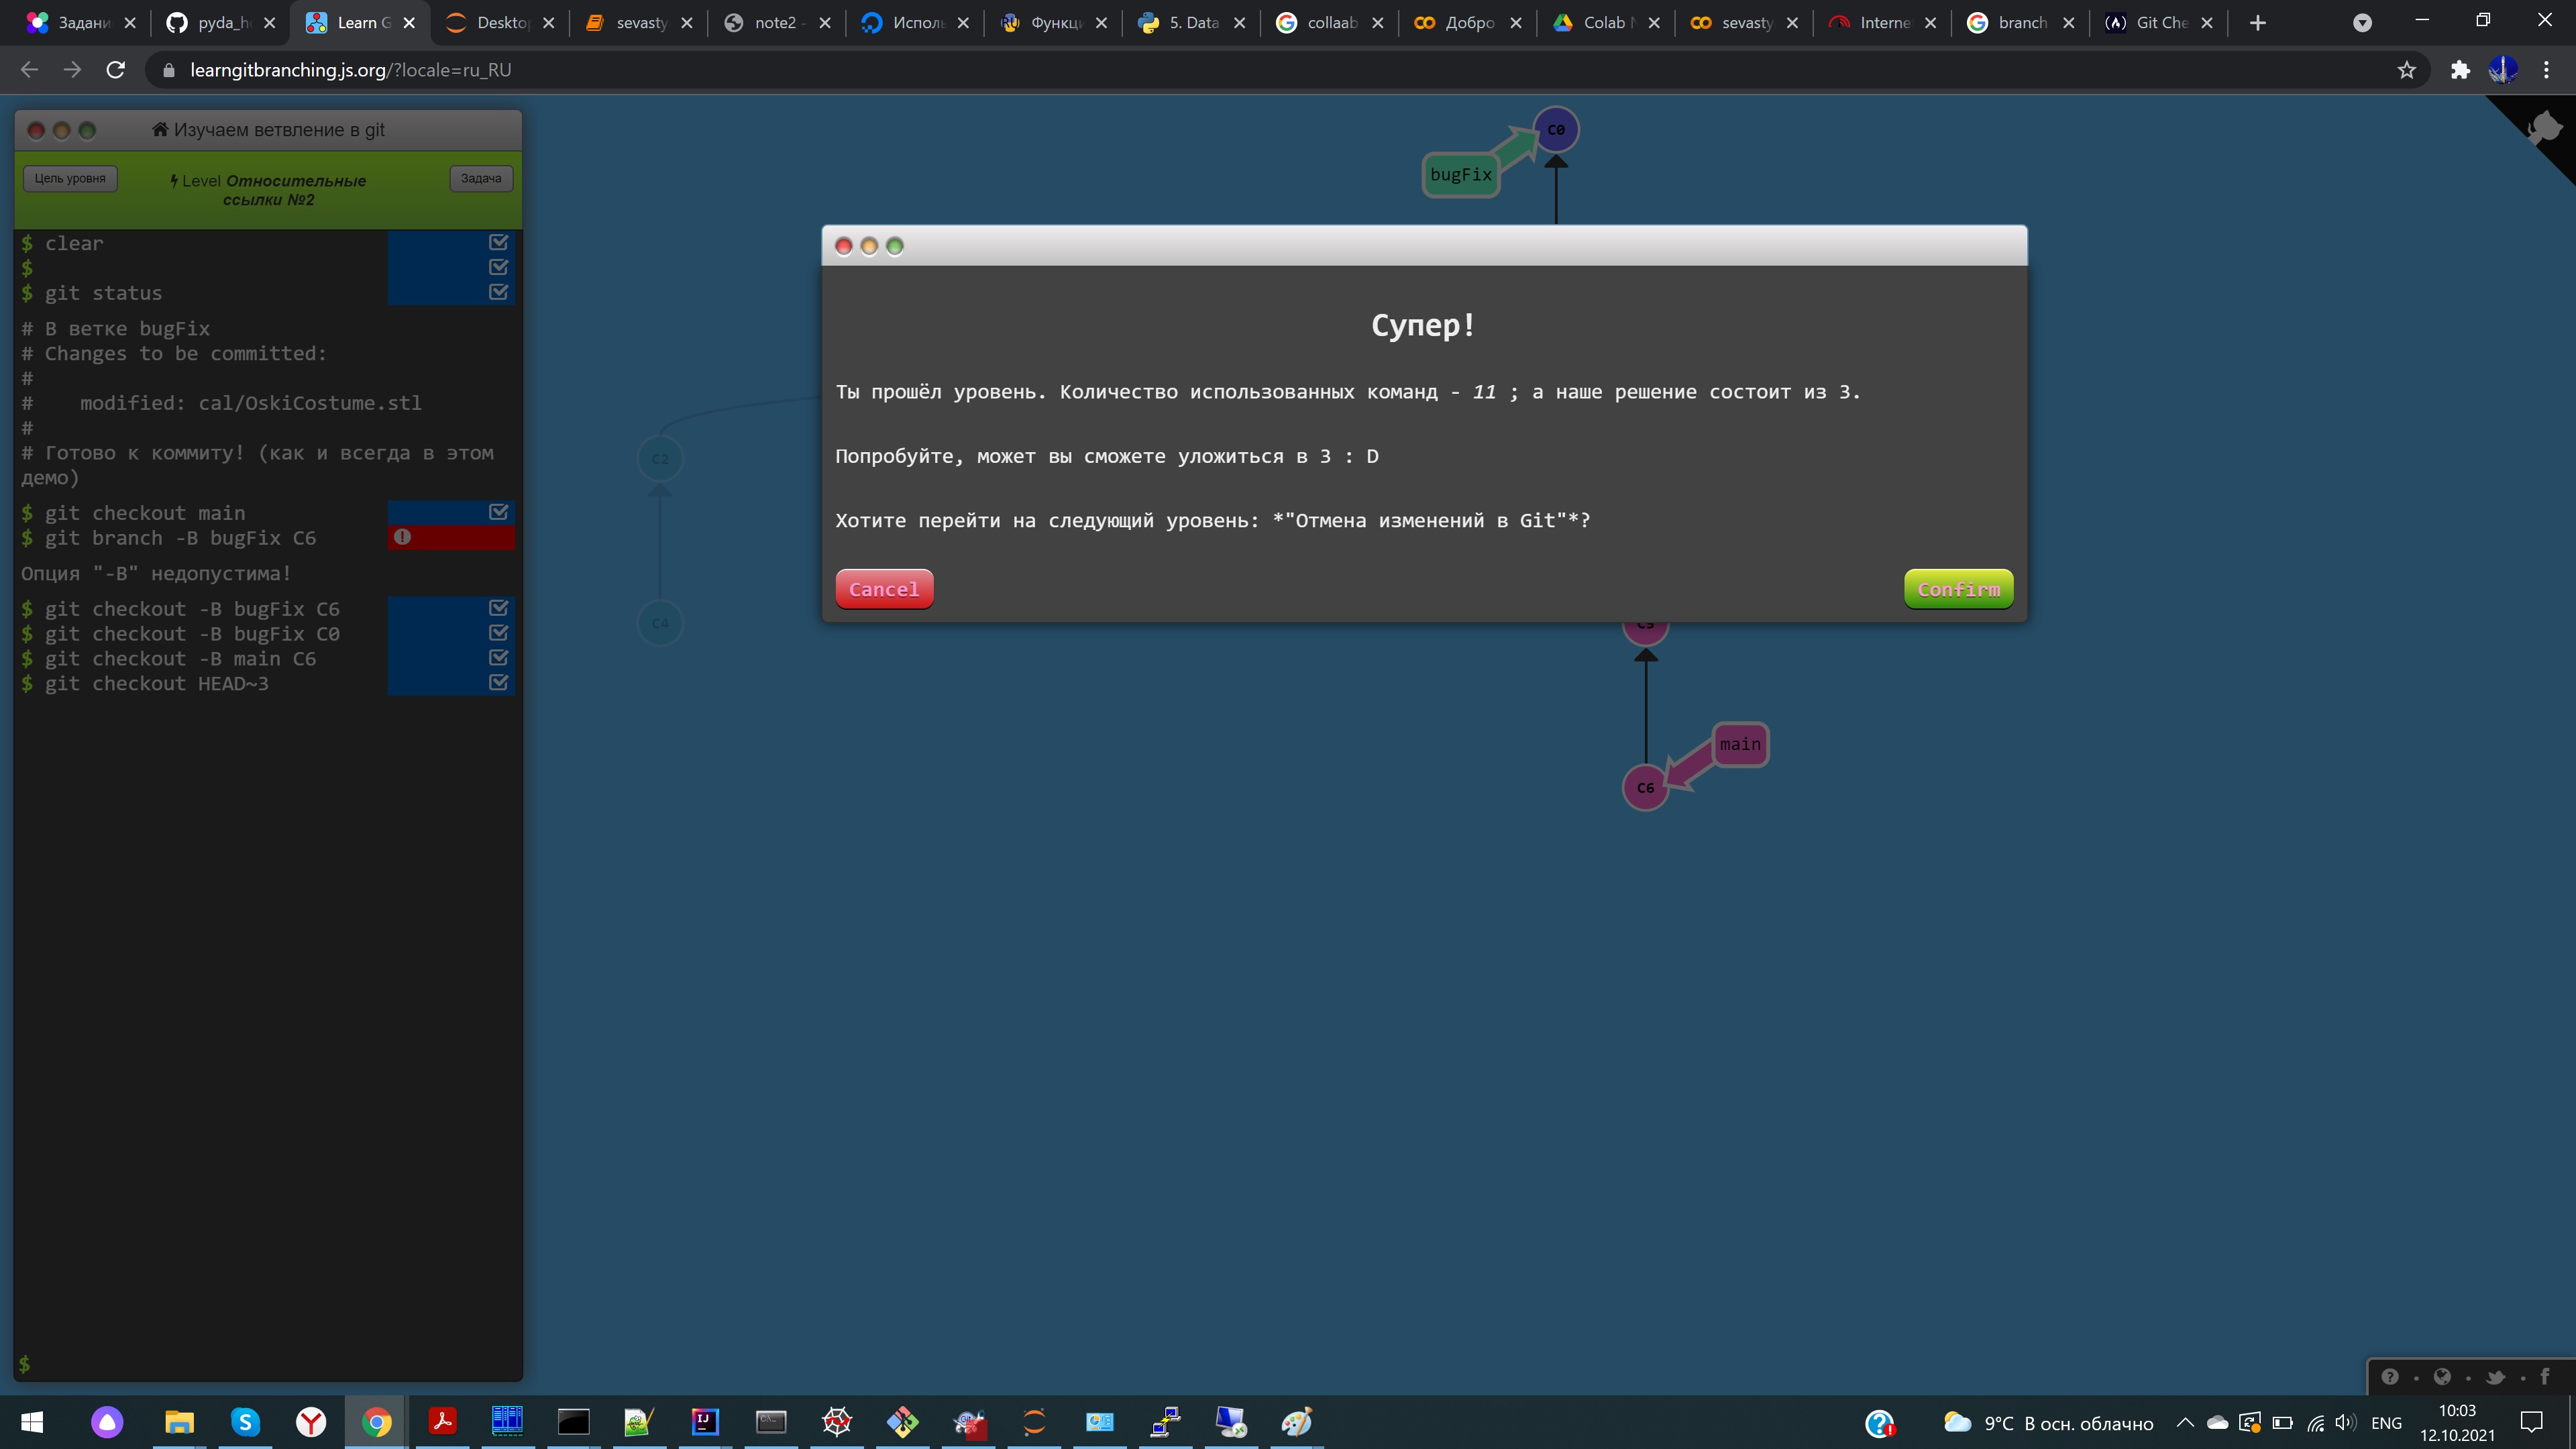 Задани
pyda_h
Learn G
Desktop
sevasty
note2 -
Исполь
Функци
5. Data
collaab
Добро
Colab N
sevasty
Interne
branch
Git Che
learngitbranching.js.org/?locale=ru_RU
Изучаем ветвление в git
Цель уровня
Level Относительные
ссылки №2
Задача
$ clear
$
$ git status
# В ветке bugFix
# Changes to be committed:
#
# modified: cal/OskiCostume.stl
#
# Готово к коммиту! (как и всегда в этом
демо)
$ git checkout main
$ git branch -B bugFix C6
Опция "-B" недопустима!
$ git checkout -B bugFix C6
$ git checkout -B bugFix C0
$ git checkout -B main C6
$ git checkout HEAD~3
$
C0
bugFix
C2
C4
Супер!
Ты прошёл уровень. Количество использованных команд - 11 ; а наше решение состоит из 3.
Попробуйте, может вы сможете уложиться в 3 : D
Хотите перейти на следующий уровень: *"Отмена изменений в Git"*?
Cancel
Confirm
main
C6
9°C В осн. облачно
ENG
10:03
12.10.2021